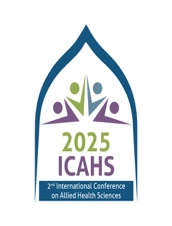 2025
ICAHS
2nd International Conference
on Allied Health Sciences